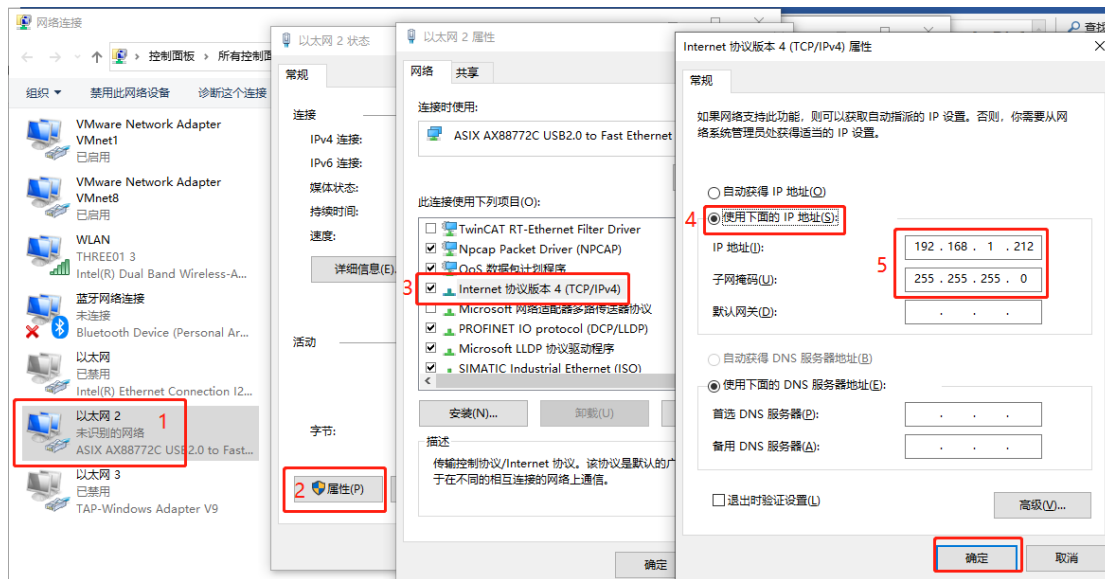 网络连接
控制面板 › 所有控制面
组织 禁用此网络设备 诊断这个连接
VMware Network Adapter
VMnet1
已启用
VMware Network Adapter
VMnet8
已启用
WLAN
THREE01 3
Intel(R) Dual Band Wireless-A...
蓝牙网络连接
未连接
Bluetooth Device (Personal Ar...
以太网
已禁用
Intel(R) Ethernet Connection I2...
以太网 2
1
未识别的网络
ASIX AX88772C USB2.0 to Fast...
以太网 3
已禁用
TAP-Windows Adapter V9
以太网 2 状态
常规
连接
IPv4 连接:
IPv6 连接:
媒体状态:
持续时间:
速度:
详细信息(E)
活动
字节:
2 属性(P)
以太网 2 属性
网络 共享
连接时使用:
ASIX AX88772C USB2.0 to Fast Ethernet
此连接使用下列项目(O):
TwinCAT RT-Ethernet Filter Driver
Npcap Packet Driver (NPCAP)
QoS 数据包计划程序
3 Internet 协议版本 4 (TCP/IPv4)
Microsoft 网络适配器多路传送器协议
PROFINET IO protocol (DCP/LLDP)
Microsoft LLDP 协议驱动程序
SIMATIC Industrial Ethernet (ISO)
安装(N)... 卸载(U)
描述
传输控制协议/Internet 协议。该协议是默认的广
于在不同的相互连接的网络上通信。
确定
查找
Internet 协议版本 4 (TCP/IPv4) 属性
常规
如果网络支持此功能，则可以获取自动指派的 IP 设置。否则，你需要从网
络系统管理员处获得适当的 IP 设置。
自动获得 IP 地址(O)
4 使用下面的 IP 地址(S):
IP 地址(I): 192 . 168 . 1 . 212
5
子网掩码(U): 255 . 255 . 255 . 0
默认网关(D): . . .
自动获得 DNS 服务器地址(B)
使用下面的 DNS 服务器地址(E):
首选 DNS 服务器(P): . . .
备用 DNS 服务器(A): . . .
退出时验证设置(L)
高级(V)...
确定 取消